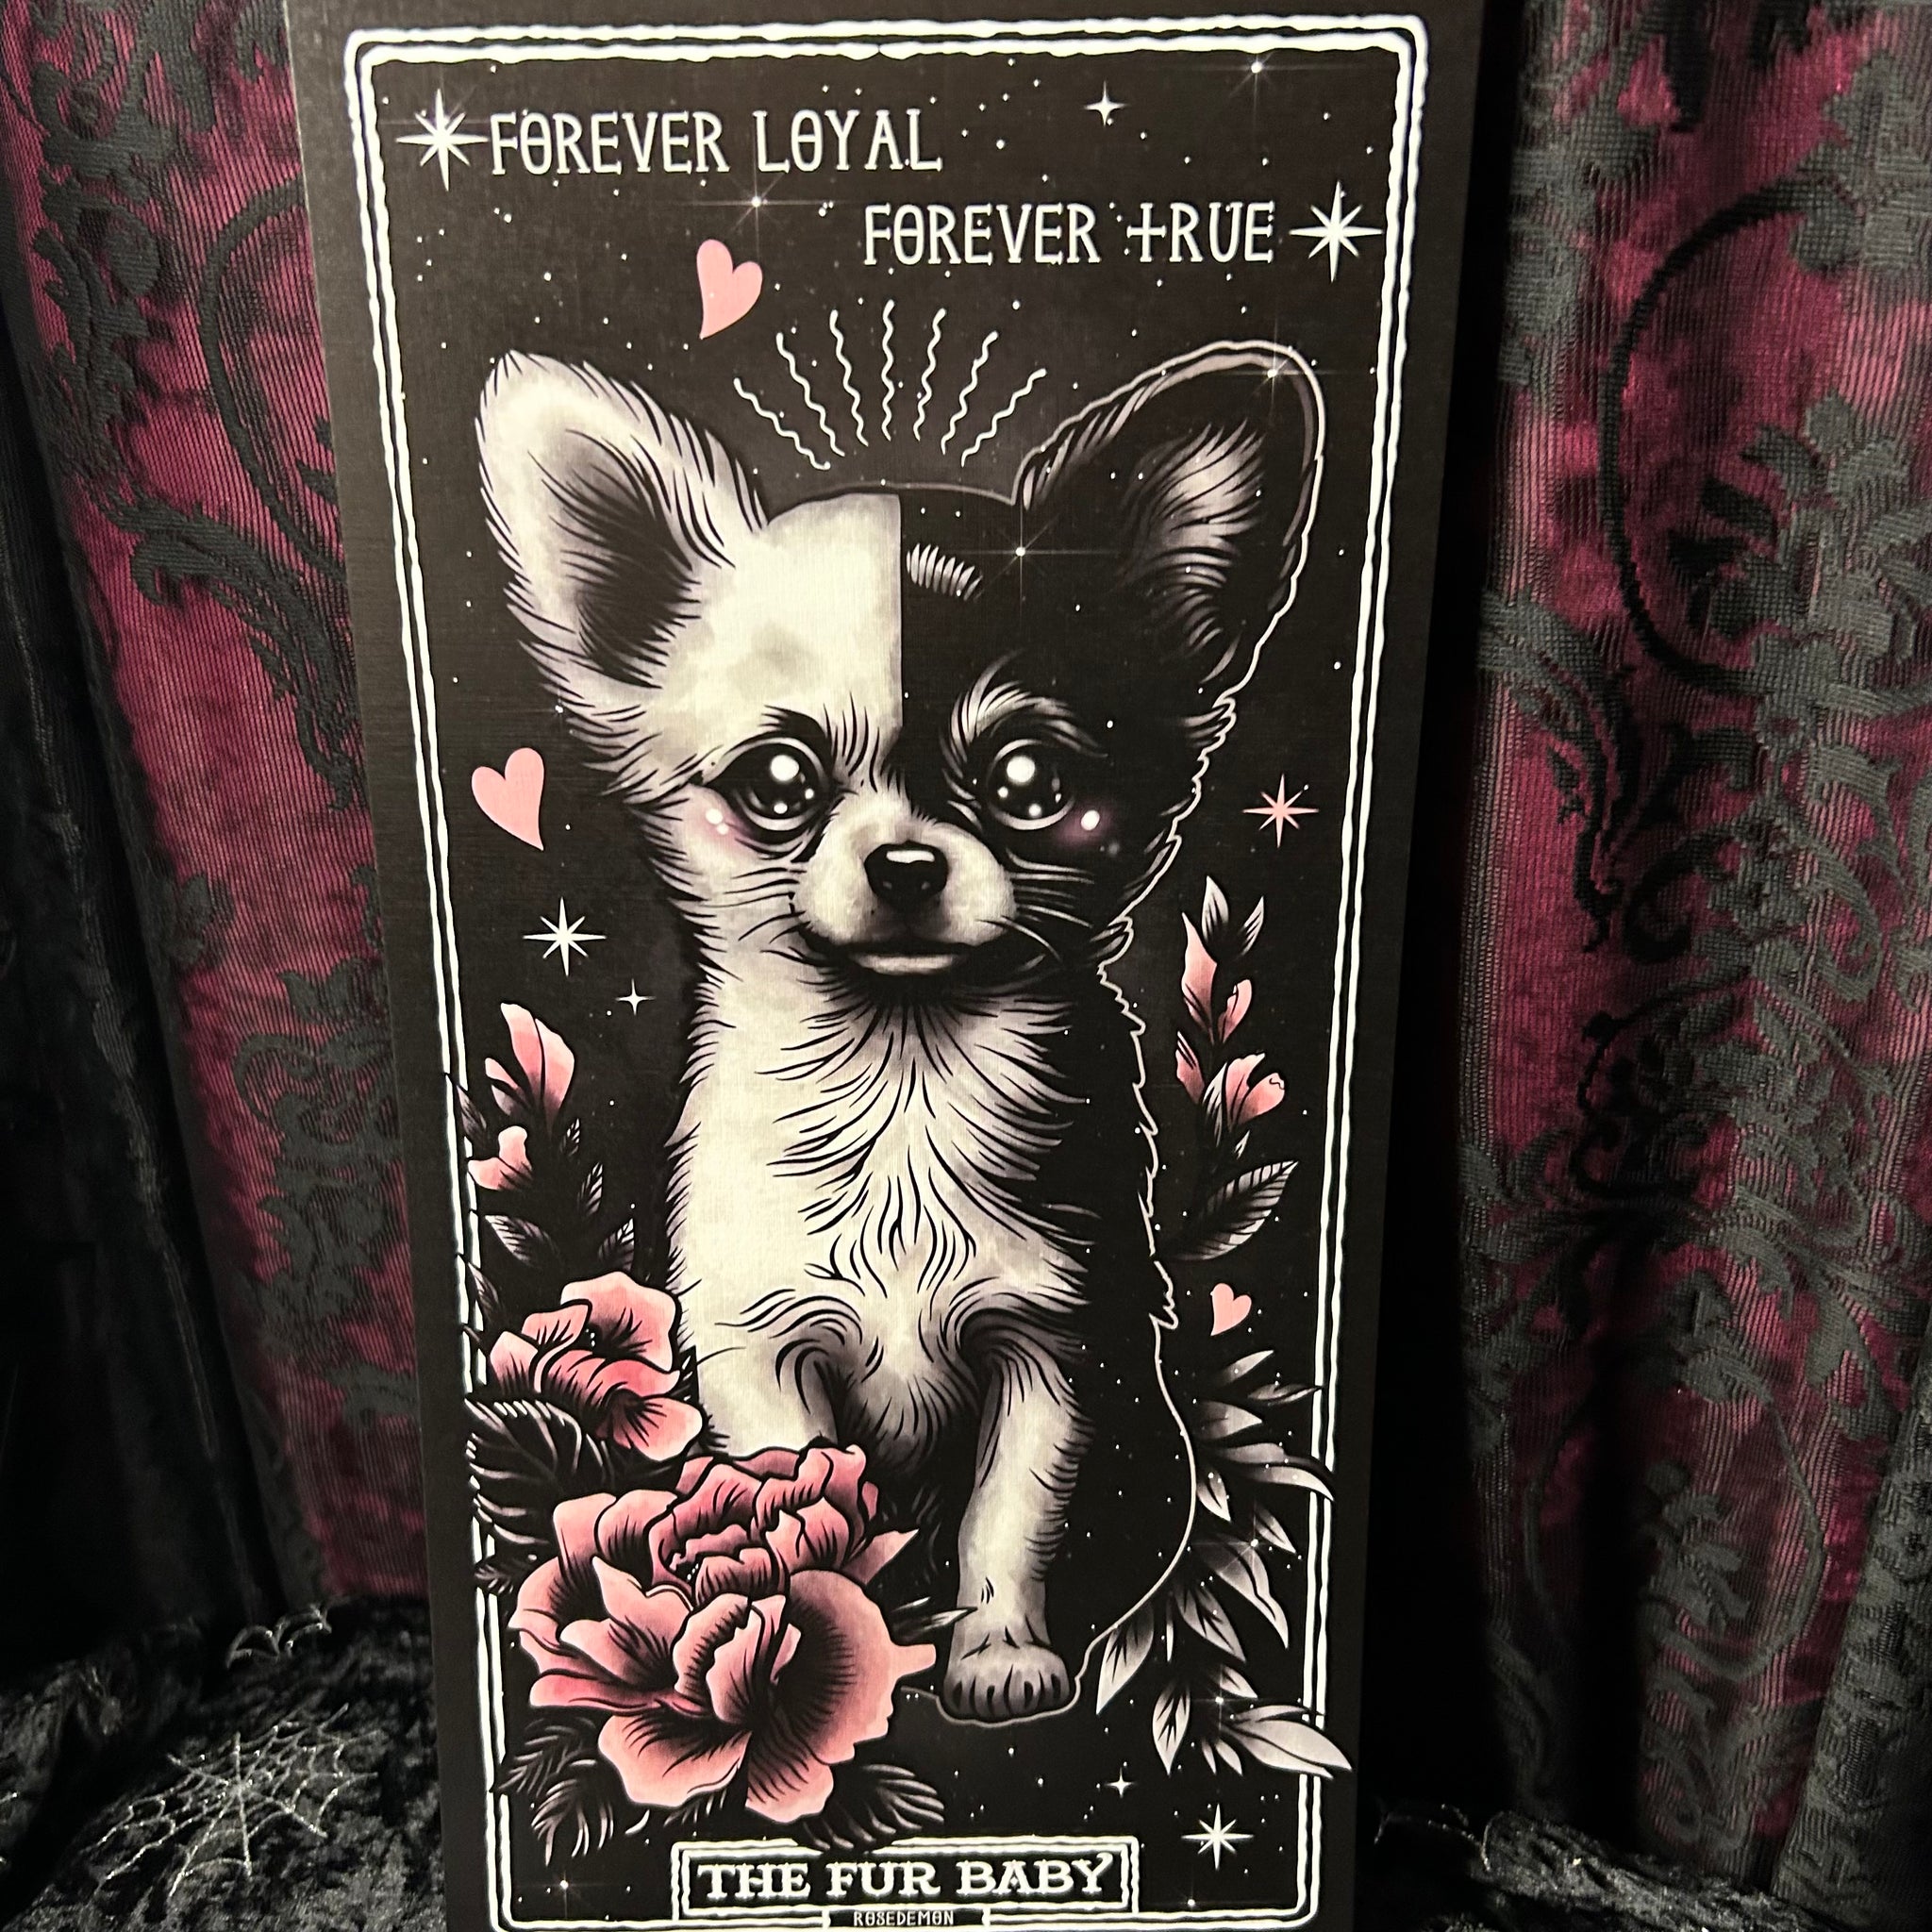 FOREVER LOYAL
FOREVER TRUE
THE FUR BABY
ROSEDEMON